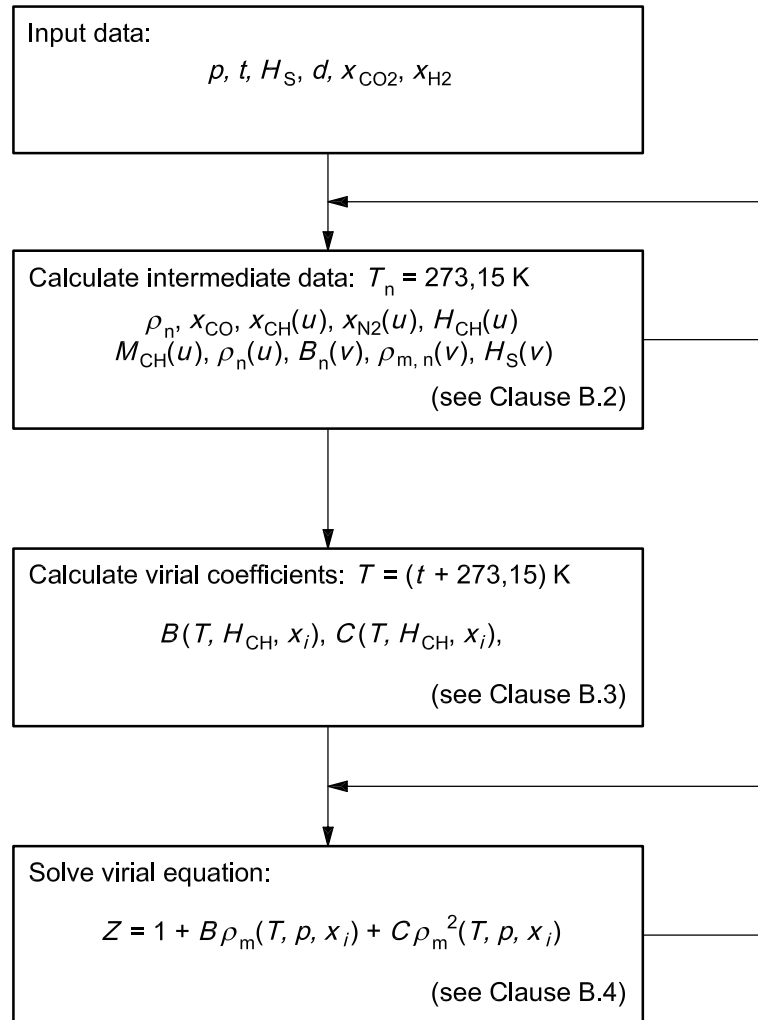 Input data:
p, t, H_S, d, x_CO2, x_H2
Calculate intermediate data: T_n = 273,15 K
ρ_n, x_CO, x_CH(u), x_N2(u), H_CH(u)
M_CH(u), ρ_n(u), B_n(v), ρ_m, n(v), H_S(v)
(see Clause B.2)
Calculate virial coefficients: T = (t + 273,15) K
B(T, H_CH, x_i), C(T, H_CH, x_i),
(see Clause B.3)
Solve virial equation:
Z = 1 + Bρ_m(T, p, x_i) + Cρ_m²(T, p, x_i)
(see Clause B.4)